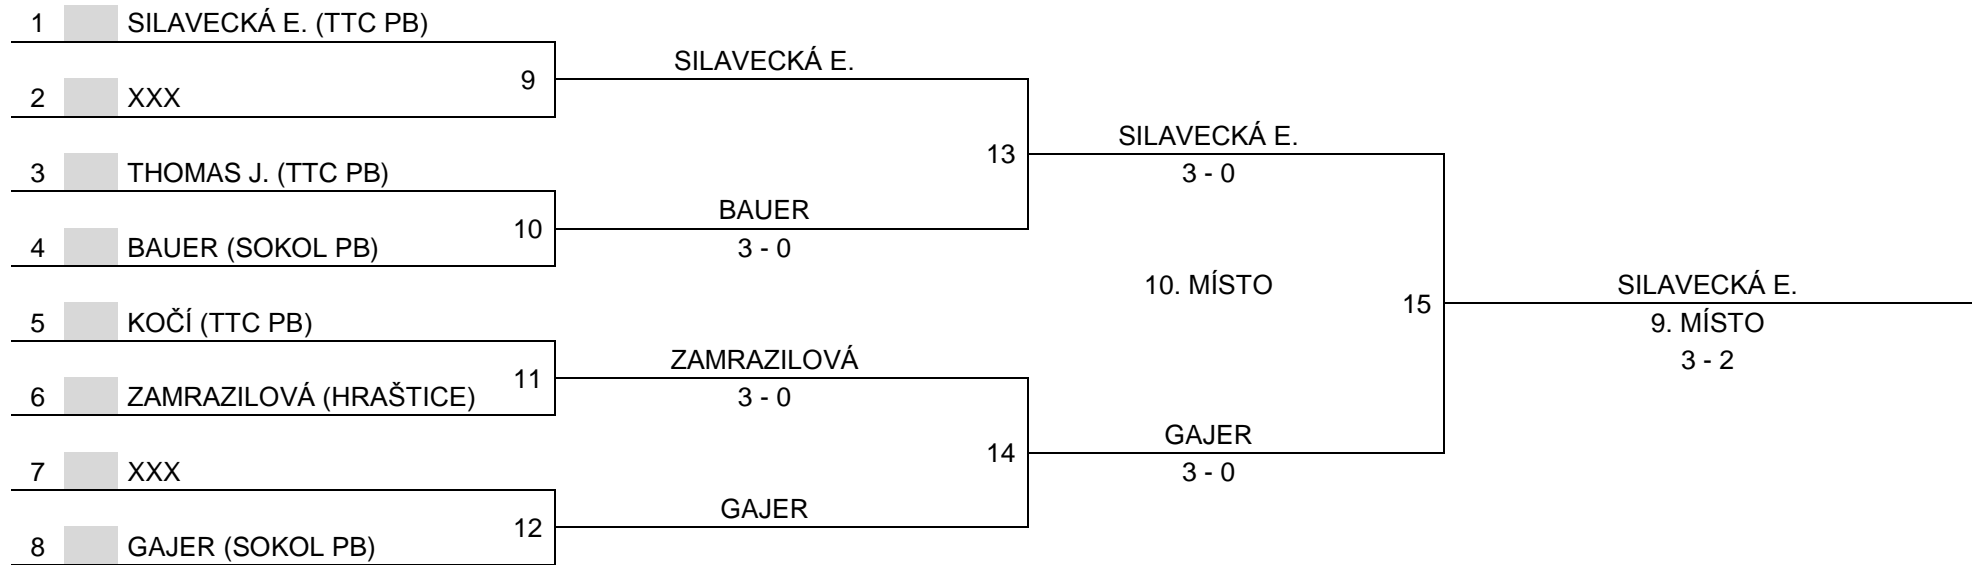 1 SILAVECKÁ E. (TTC PB)
SILAVECKÁ E.
9
2 XXX
SILAVECKÁ E.
13
3 THOMAS J. (TTC PB)
3 - 0
BAUER
10
4 BAUER (SOKOL PB)
3 - 0
10. MÍSTO
SILAVECKÁ E.
15
5 KOČÍ (TTC PB)
9. MÍSTO
ZAMRAZILOVÁ
3 - 2
11
6 ZAMRAZILOVÁ (HRAŠTICE)
3 - 0
GAJER
14
7 XXX
3 - 0
GAJER
12
8 GAJER (SOKOL PB)